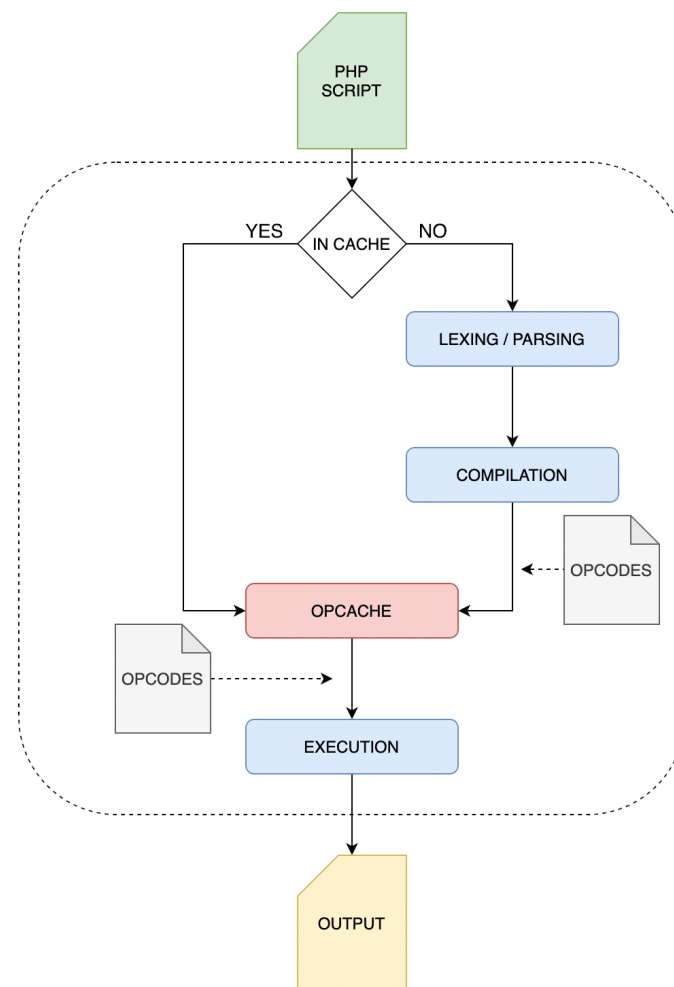 PHP
SCRIPT
YES
IN CACHE
NO
LEXING / PARSING
COMPILATION
OPCODES
OPCACHE
OPCODES
EXECUTION
OUTPUT